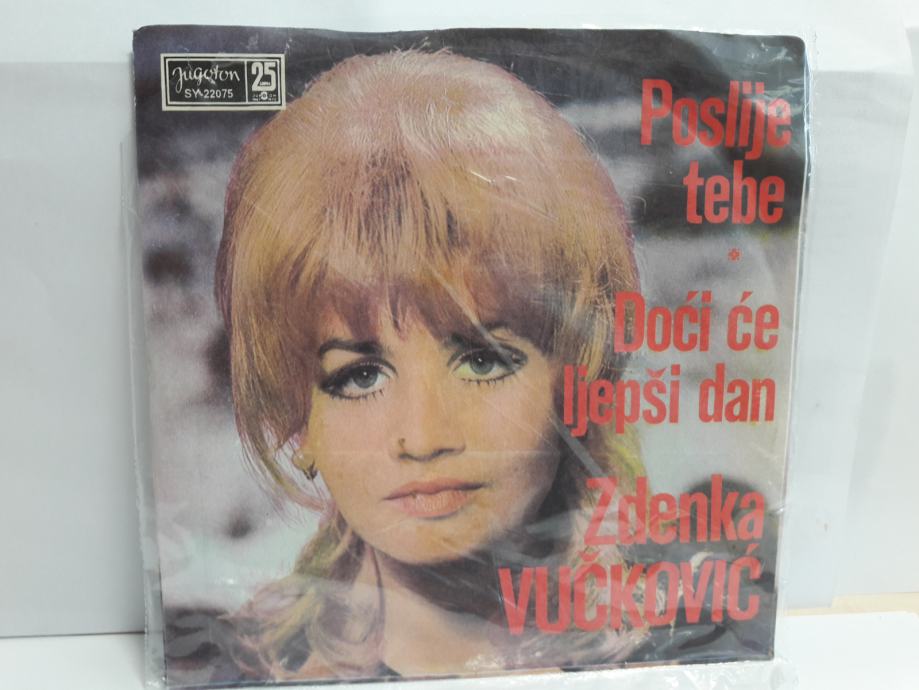 Jugoton
25
SY-22075
Poslije
tebe
Doći će
ljepši dan
Zdenka
VUČKOVIĆ